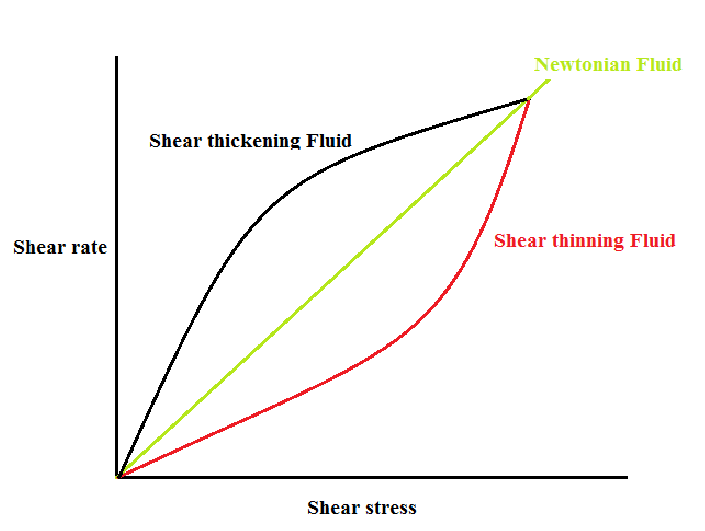 Newtonian Fluid
Shear thickening Fluid
Shear rate
Shear thinning Fluid
Shear stress